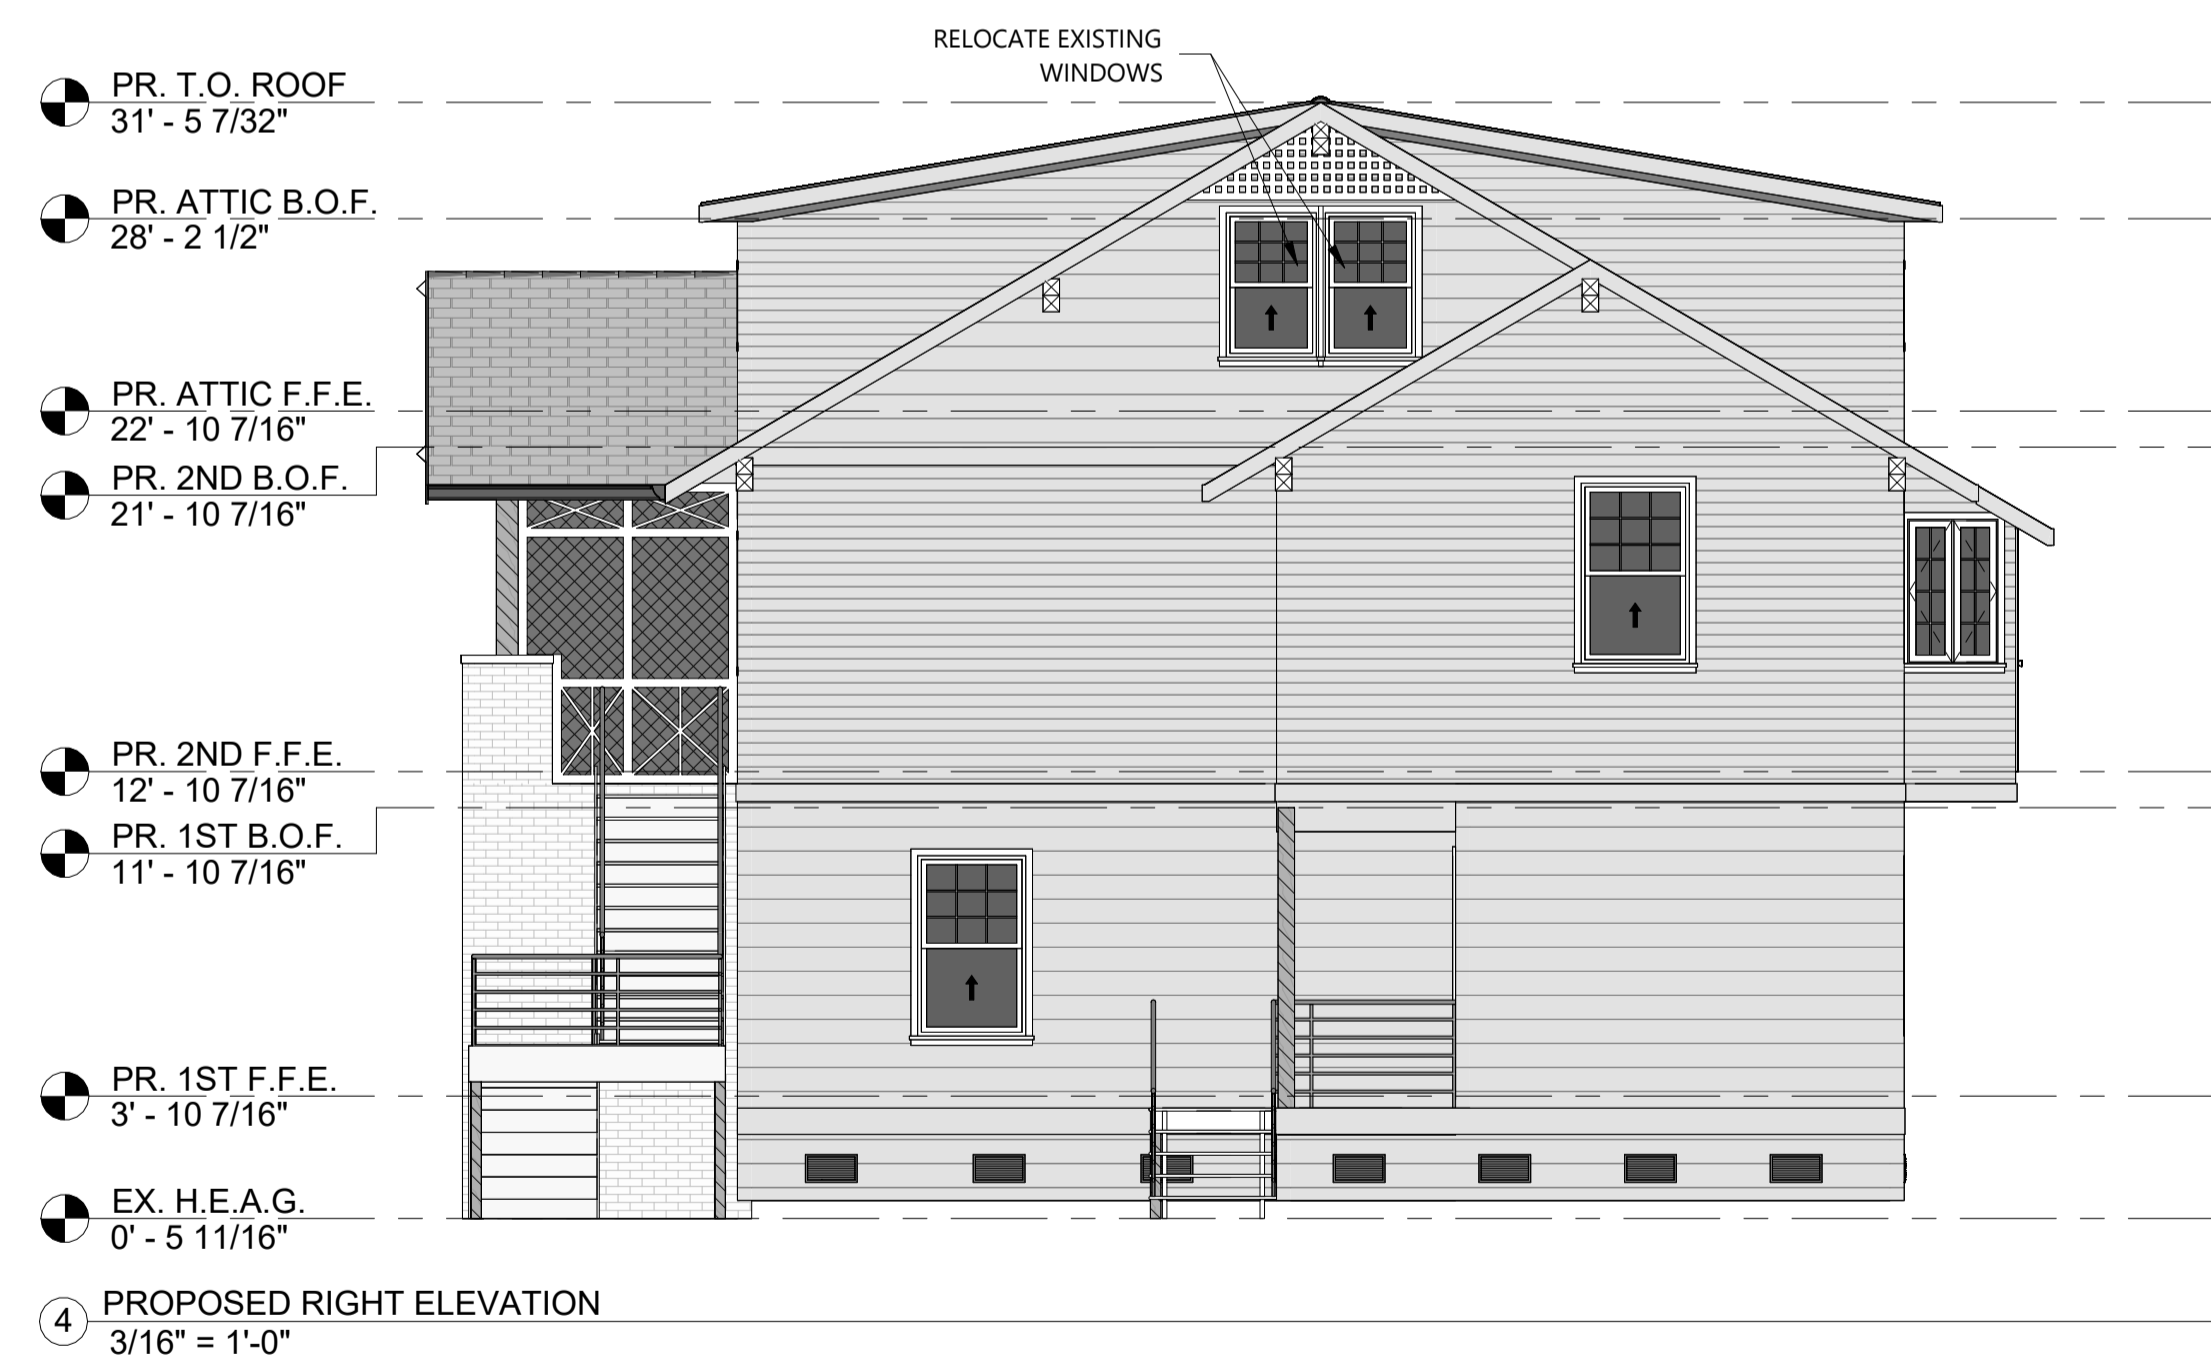 RELOCATE EXISTING
WINDOWS
PR. T.O. ROOF
31' - 5 7/32"
PR. ATTIC B.O.F.
28' - 2 1/2"
PR. ATTIC F.F.E.
22' - 10 7/16"
PR. 2ND B.O.F.
21' - 10 7/16"
PR. 2ND F.F.E.
12' - 10 7/16"
PR. 1ST B.O.F.
11' - 10 7/16"
PR. 1ST F.F.E.
3' - 10 7/16"
EX. H.E.A.G.
0' - 5 11/16"
4 PROPOSED RIGHT ELEVATION
3/16" = 1'-0"